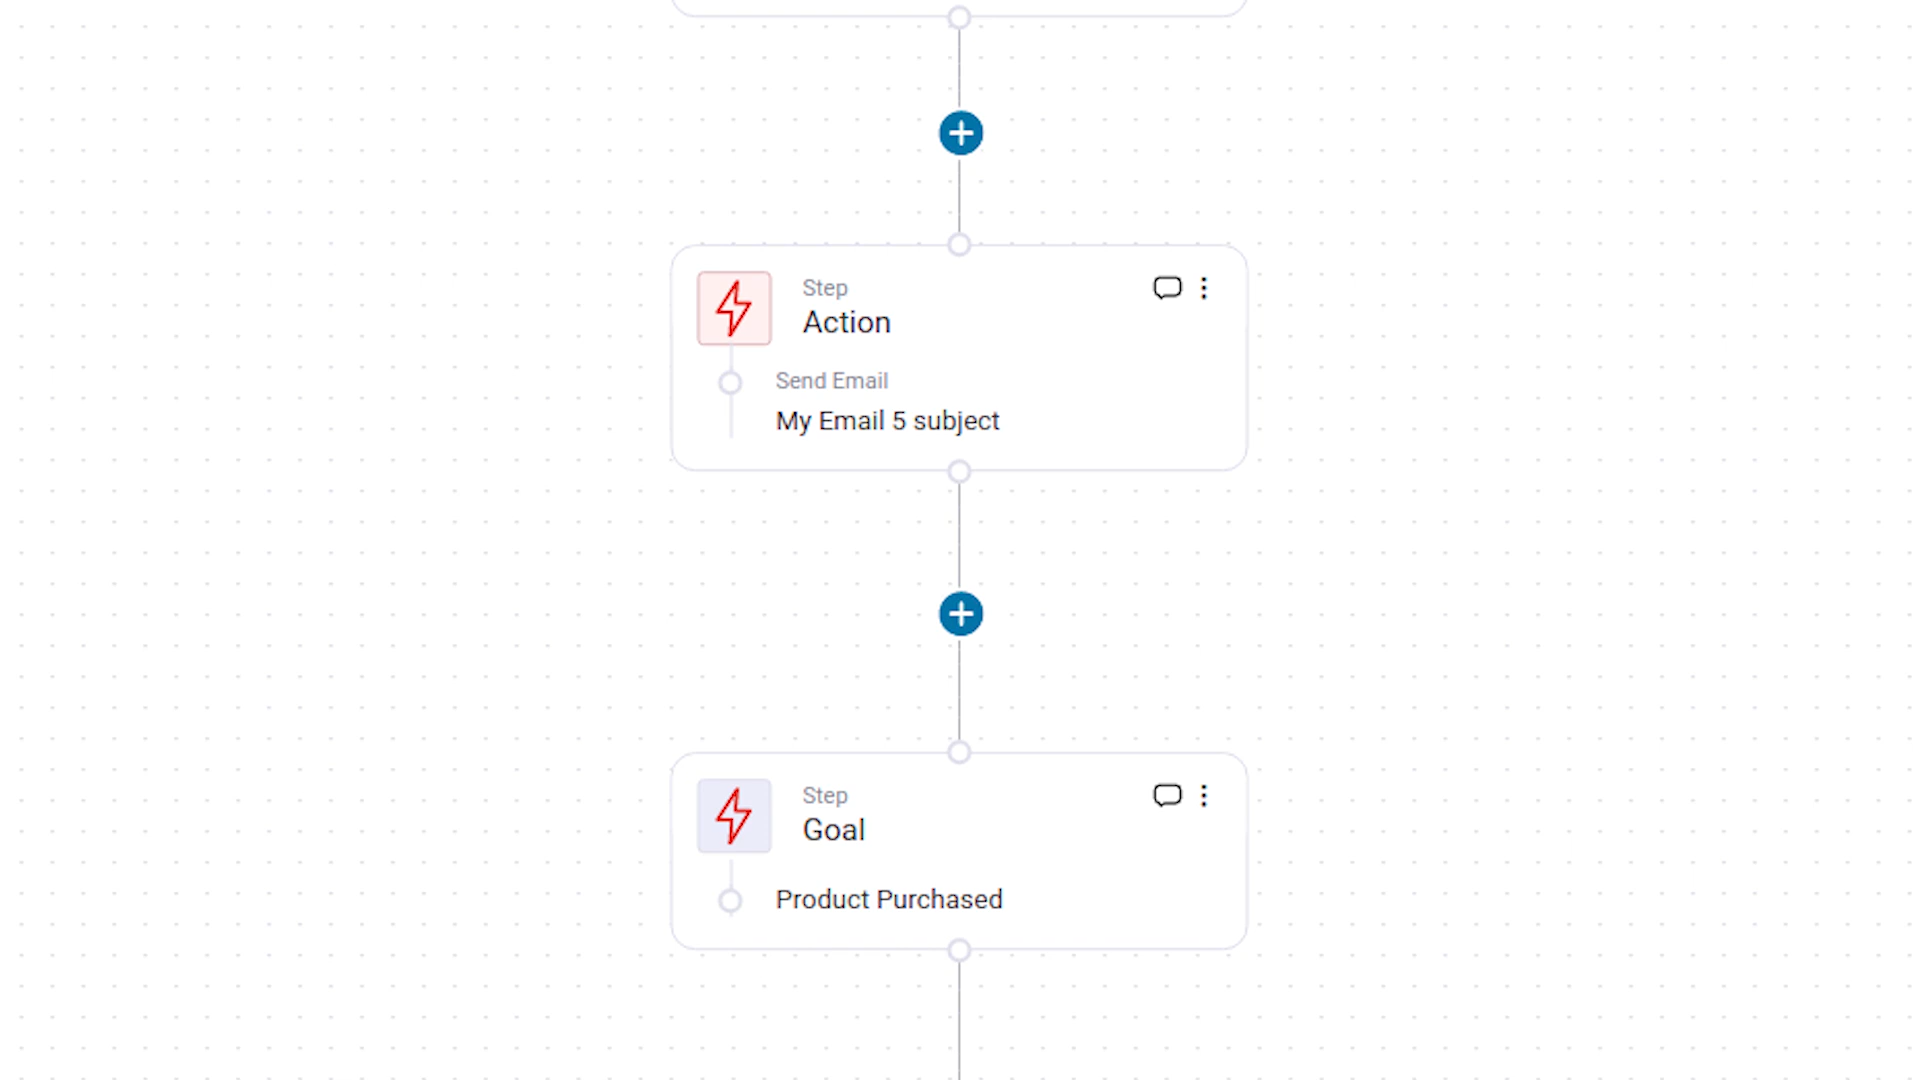 Step
Action
Send Email
My Email 5 subject
Step
Goal
Product Purchased